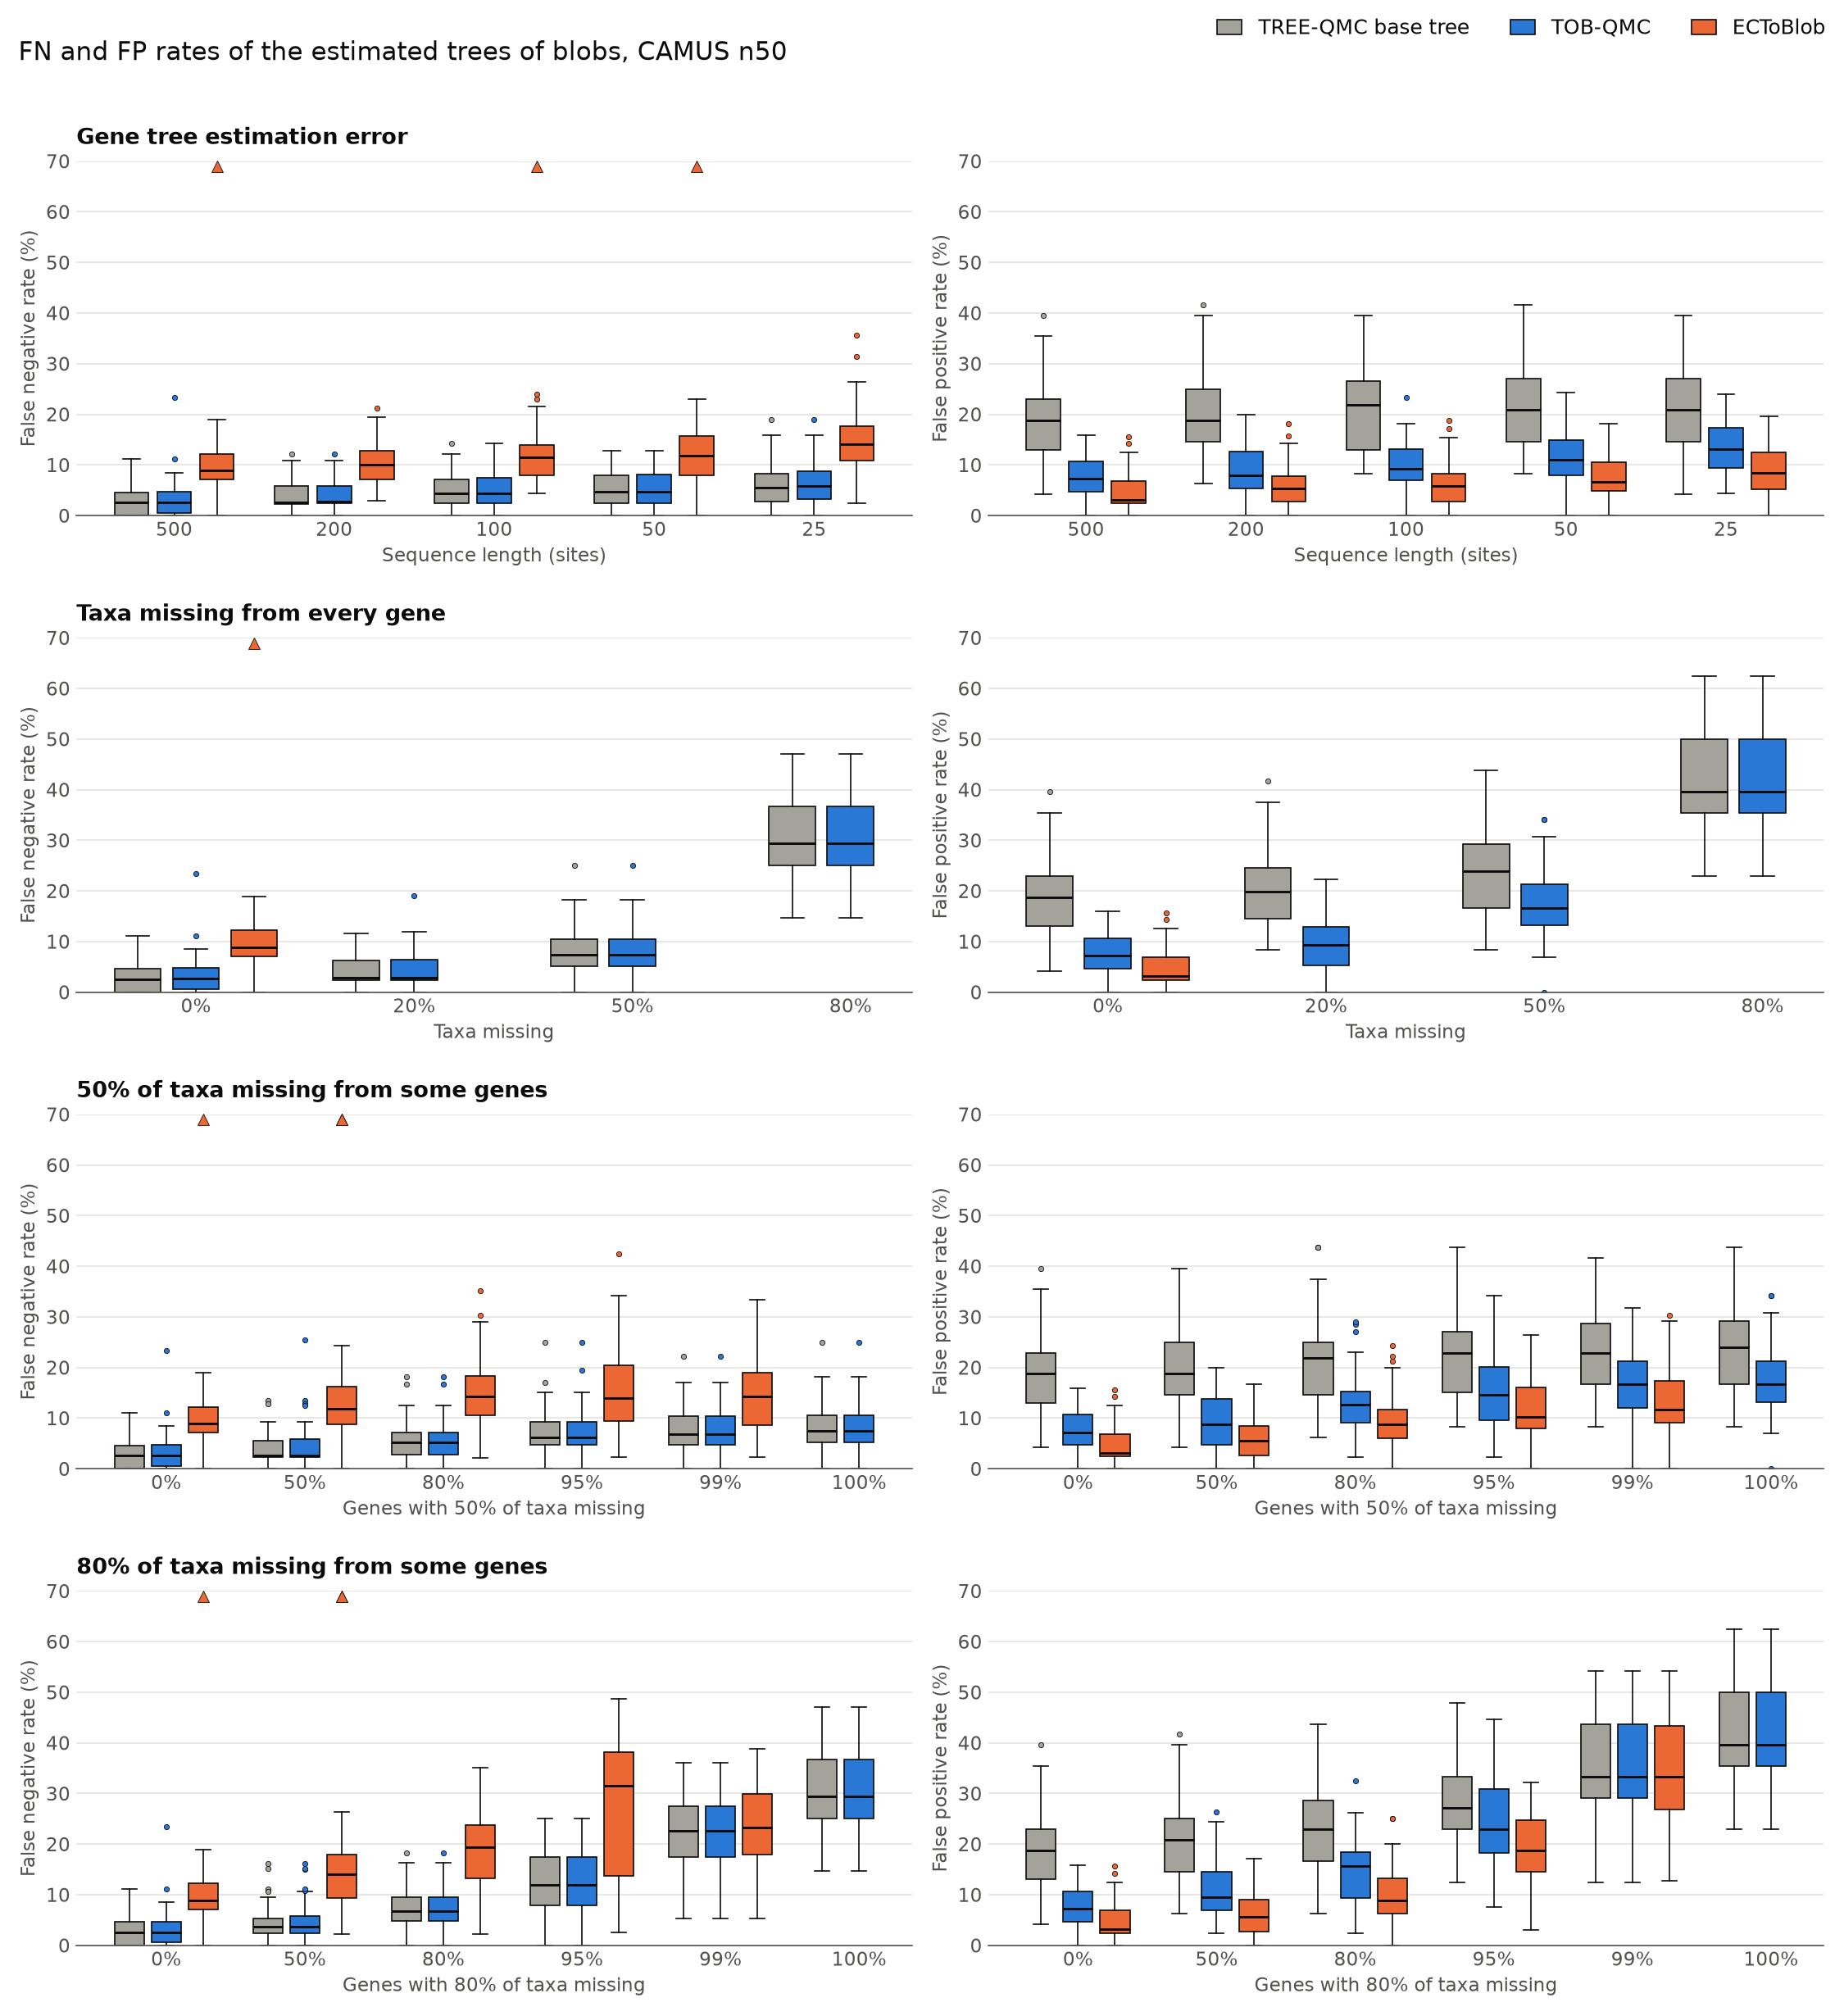 TREE-QMC base tree TOB-QMC ECToBlob
FN and FP rates of the estimated trees of blobs, CAMUS n50
Gene tree estimation error
False negative rate (%)
70
60
50
40
30
20
10
0
500 200 100 50 25
Sequence length (sites)
False positive rate (%)
70
60
50
40
30
20
10
0
500 200 100 50 25
Sequence length (sites)
Taxa missing from every gene
False negative rate (%)
70
60
50
40
30
20
10
0
0% 20% 50% 80%
Taxa missing
False positive rate (%)
70
60
50
40
30
20
10
0
0% 20% 50% 80%
Taxa missing
50% of taxa missing from some genes
False negative rate (%)
70
60
50
40
30
20
10
0
0% 50% 80% 95% 99% 100%
Genes with 50% of taxa missing
False positive rate (%)
70
60
50
40
30
20
10
0
0% 50% 80% 95% 99% 100%
Genes with 50% of taxa missing
80% of taxa missing from some genes
False negative rate (%)
70
60
50
40
30
20
10
0
0% 50% 80% 95% 99% 100%
Genes with 80% of taxa missing
False positive rate (%)
70
60
50
40
30
20
10
0
0% 50% 80% 95% 99% 100%
Genes with 80% of taxa missing